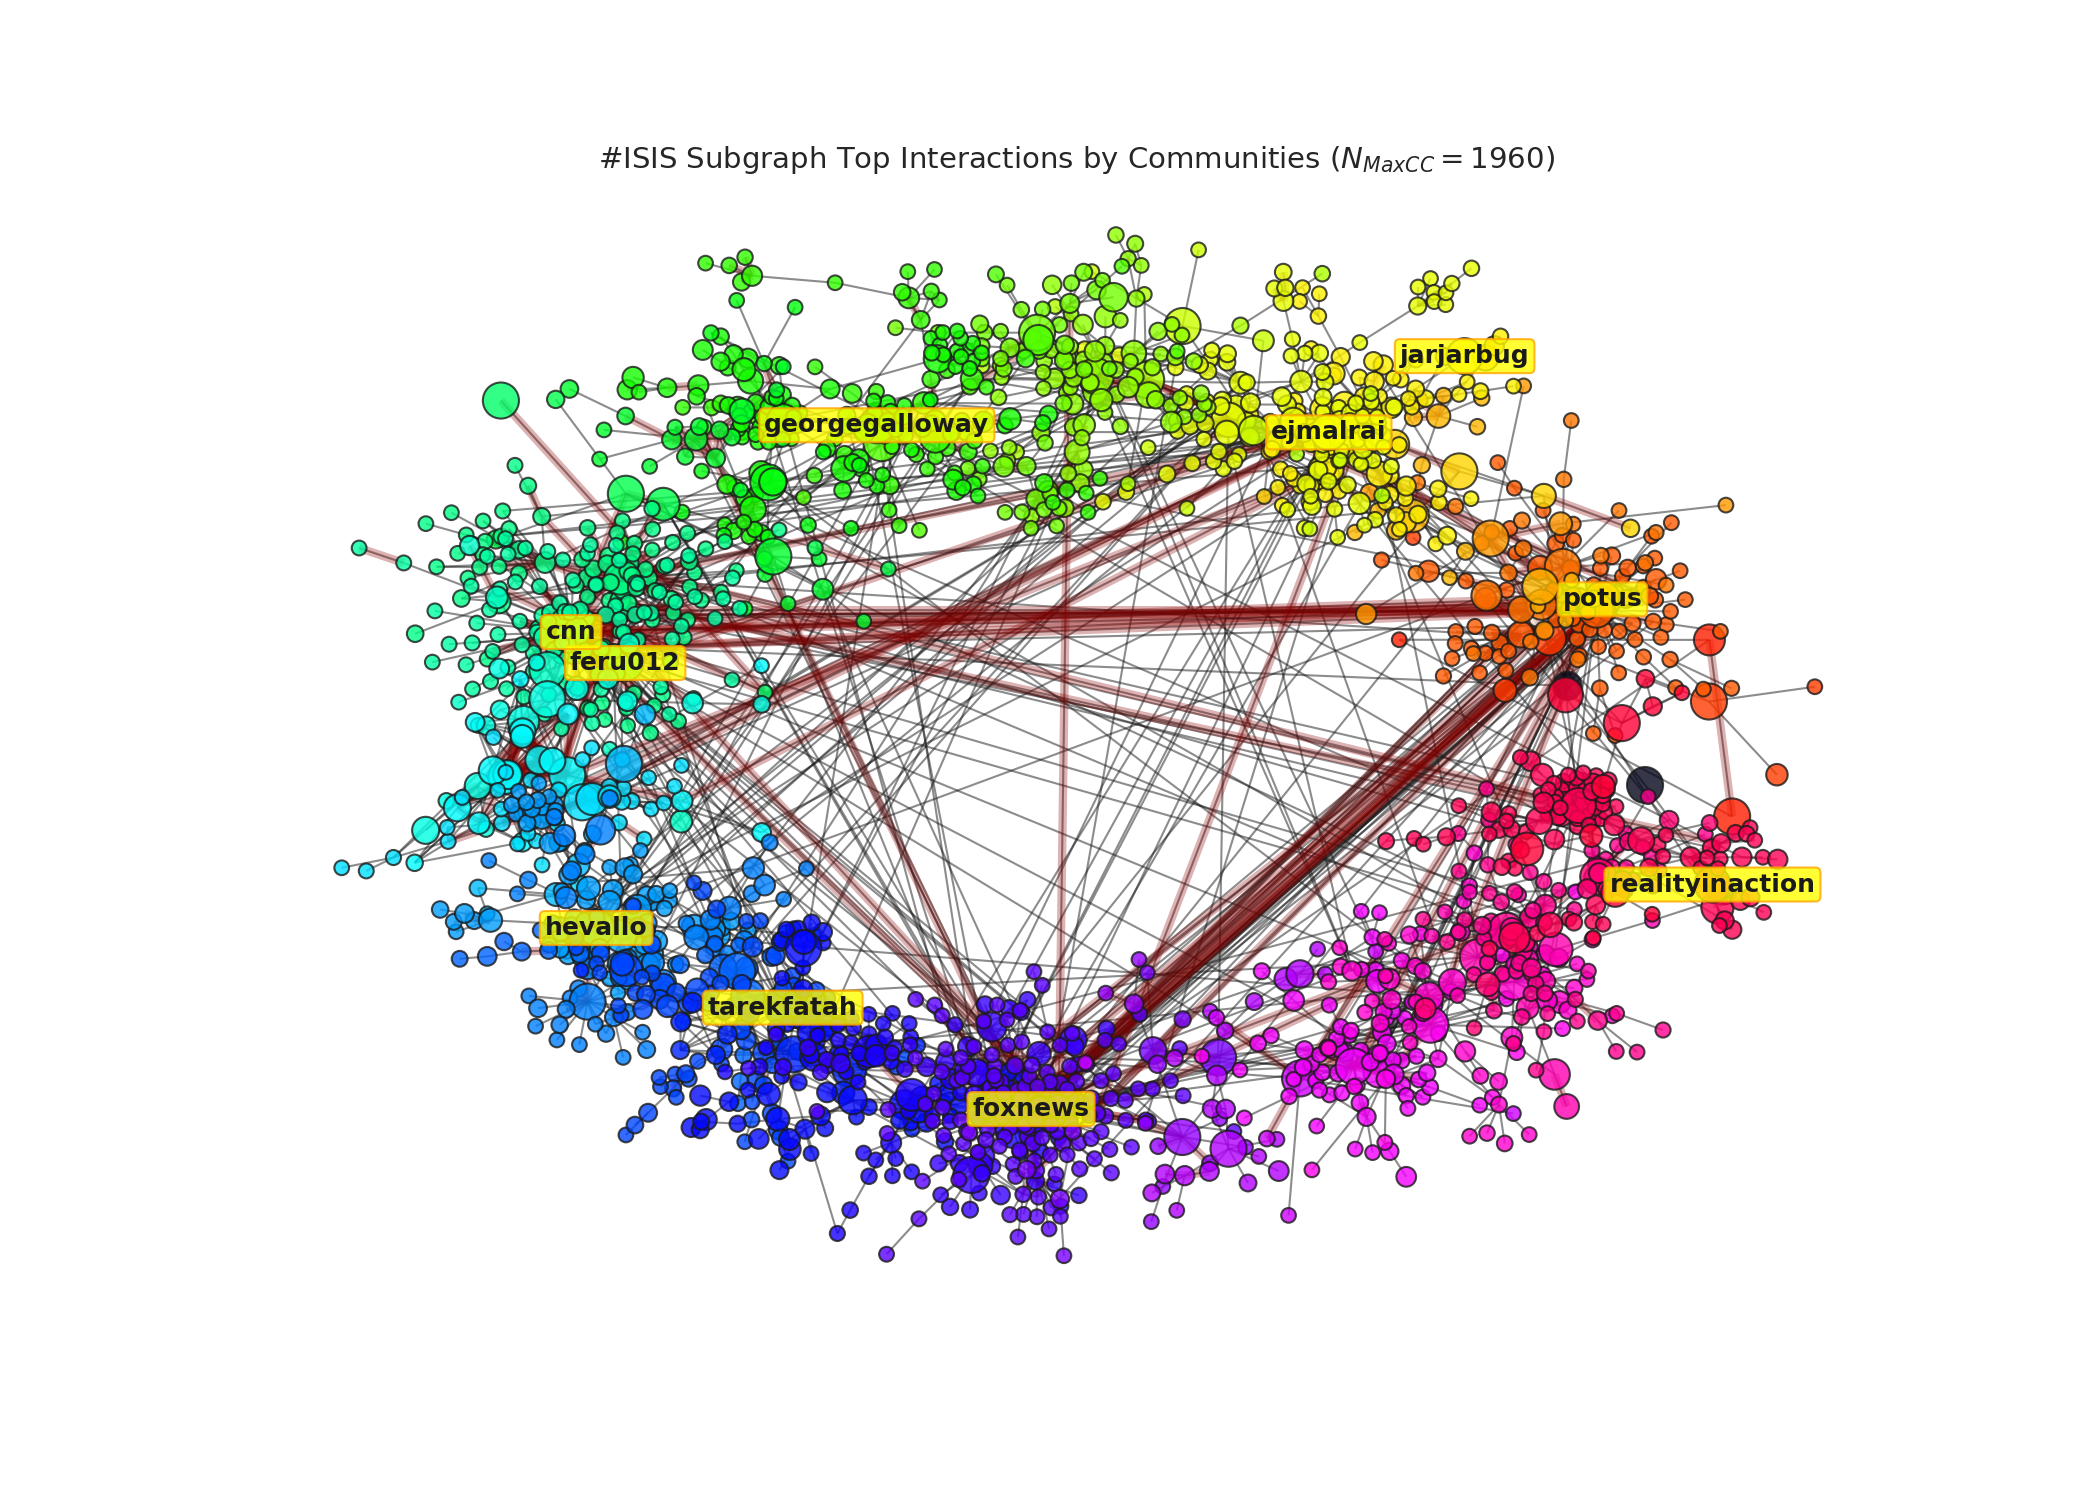 #ISIS Subgraph Top Interactions by Communities (N_{MaxCC} = 1960)
jarjarbug
georgegalloway
ejmalrai
potus
cnn
feru012
realityinaction
hevallo
tarekfatah
foxnews